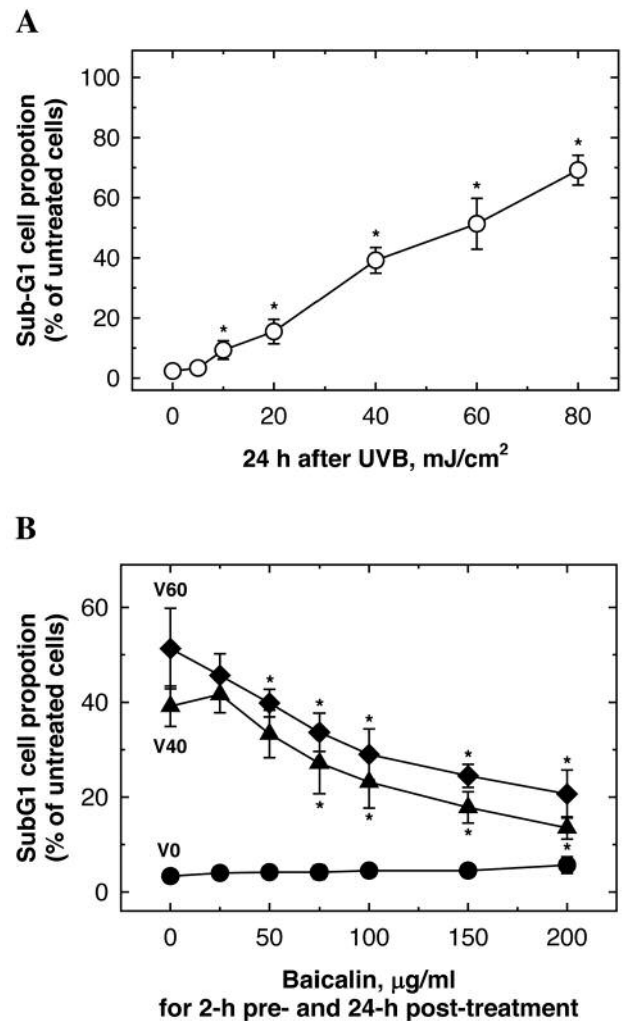 A
Sub-G1 cell propotion
(% of untreated cells)
100
80
60
40
20
0
*
*
*
*
*
0
20
40
60
80
24 h after UVB, mJ/cm²
B
SubG1 cell propotion
(% of untreated cells)
60
40
20
0
V60
V40
V0
*
*
*
*
*
*
*
*
*
0
50
100
150
200
Baicalin, μg/ml
for 2-h pre- and 24-h post-treatment